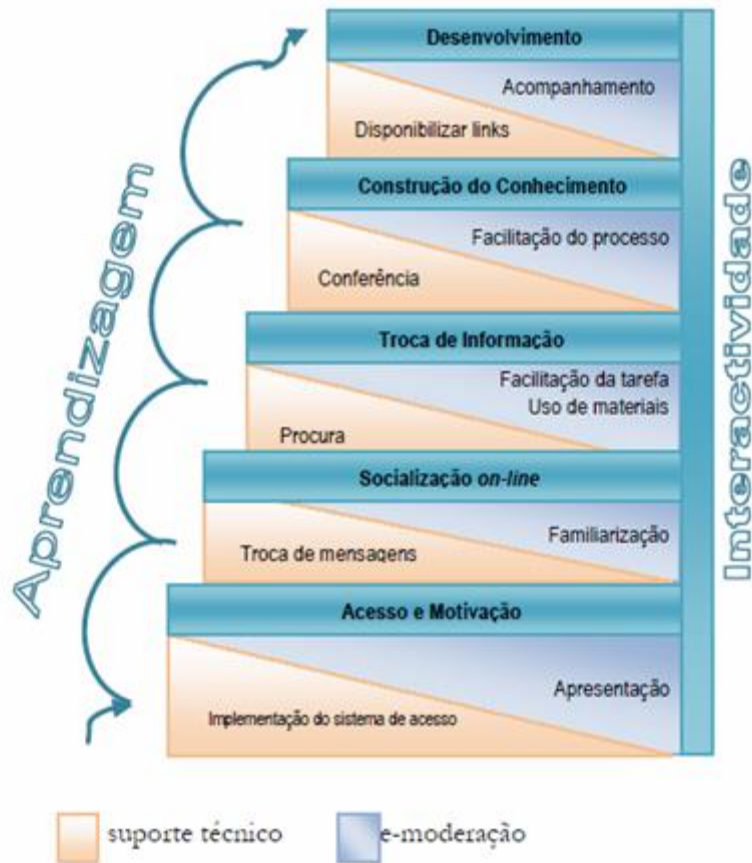 Desenvolvimento
Acompanhamento
Disponibilizar links
Construção do Conhecimento
Facilitação do processo
Conferência
Troca de Informação
Facilitação da tarefa
Uso de materiais
Procura
Socialização on-line
Familiarização
Troca de mensagens
Acesso e Motivação
Apresentação
Implementação do sistema de acesso
Aprendizagem
Interactividade
suporte técnico
e-moderação